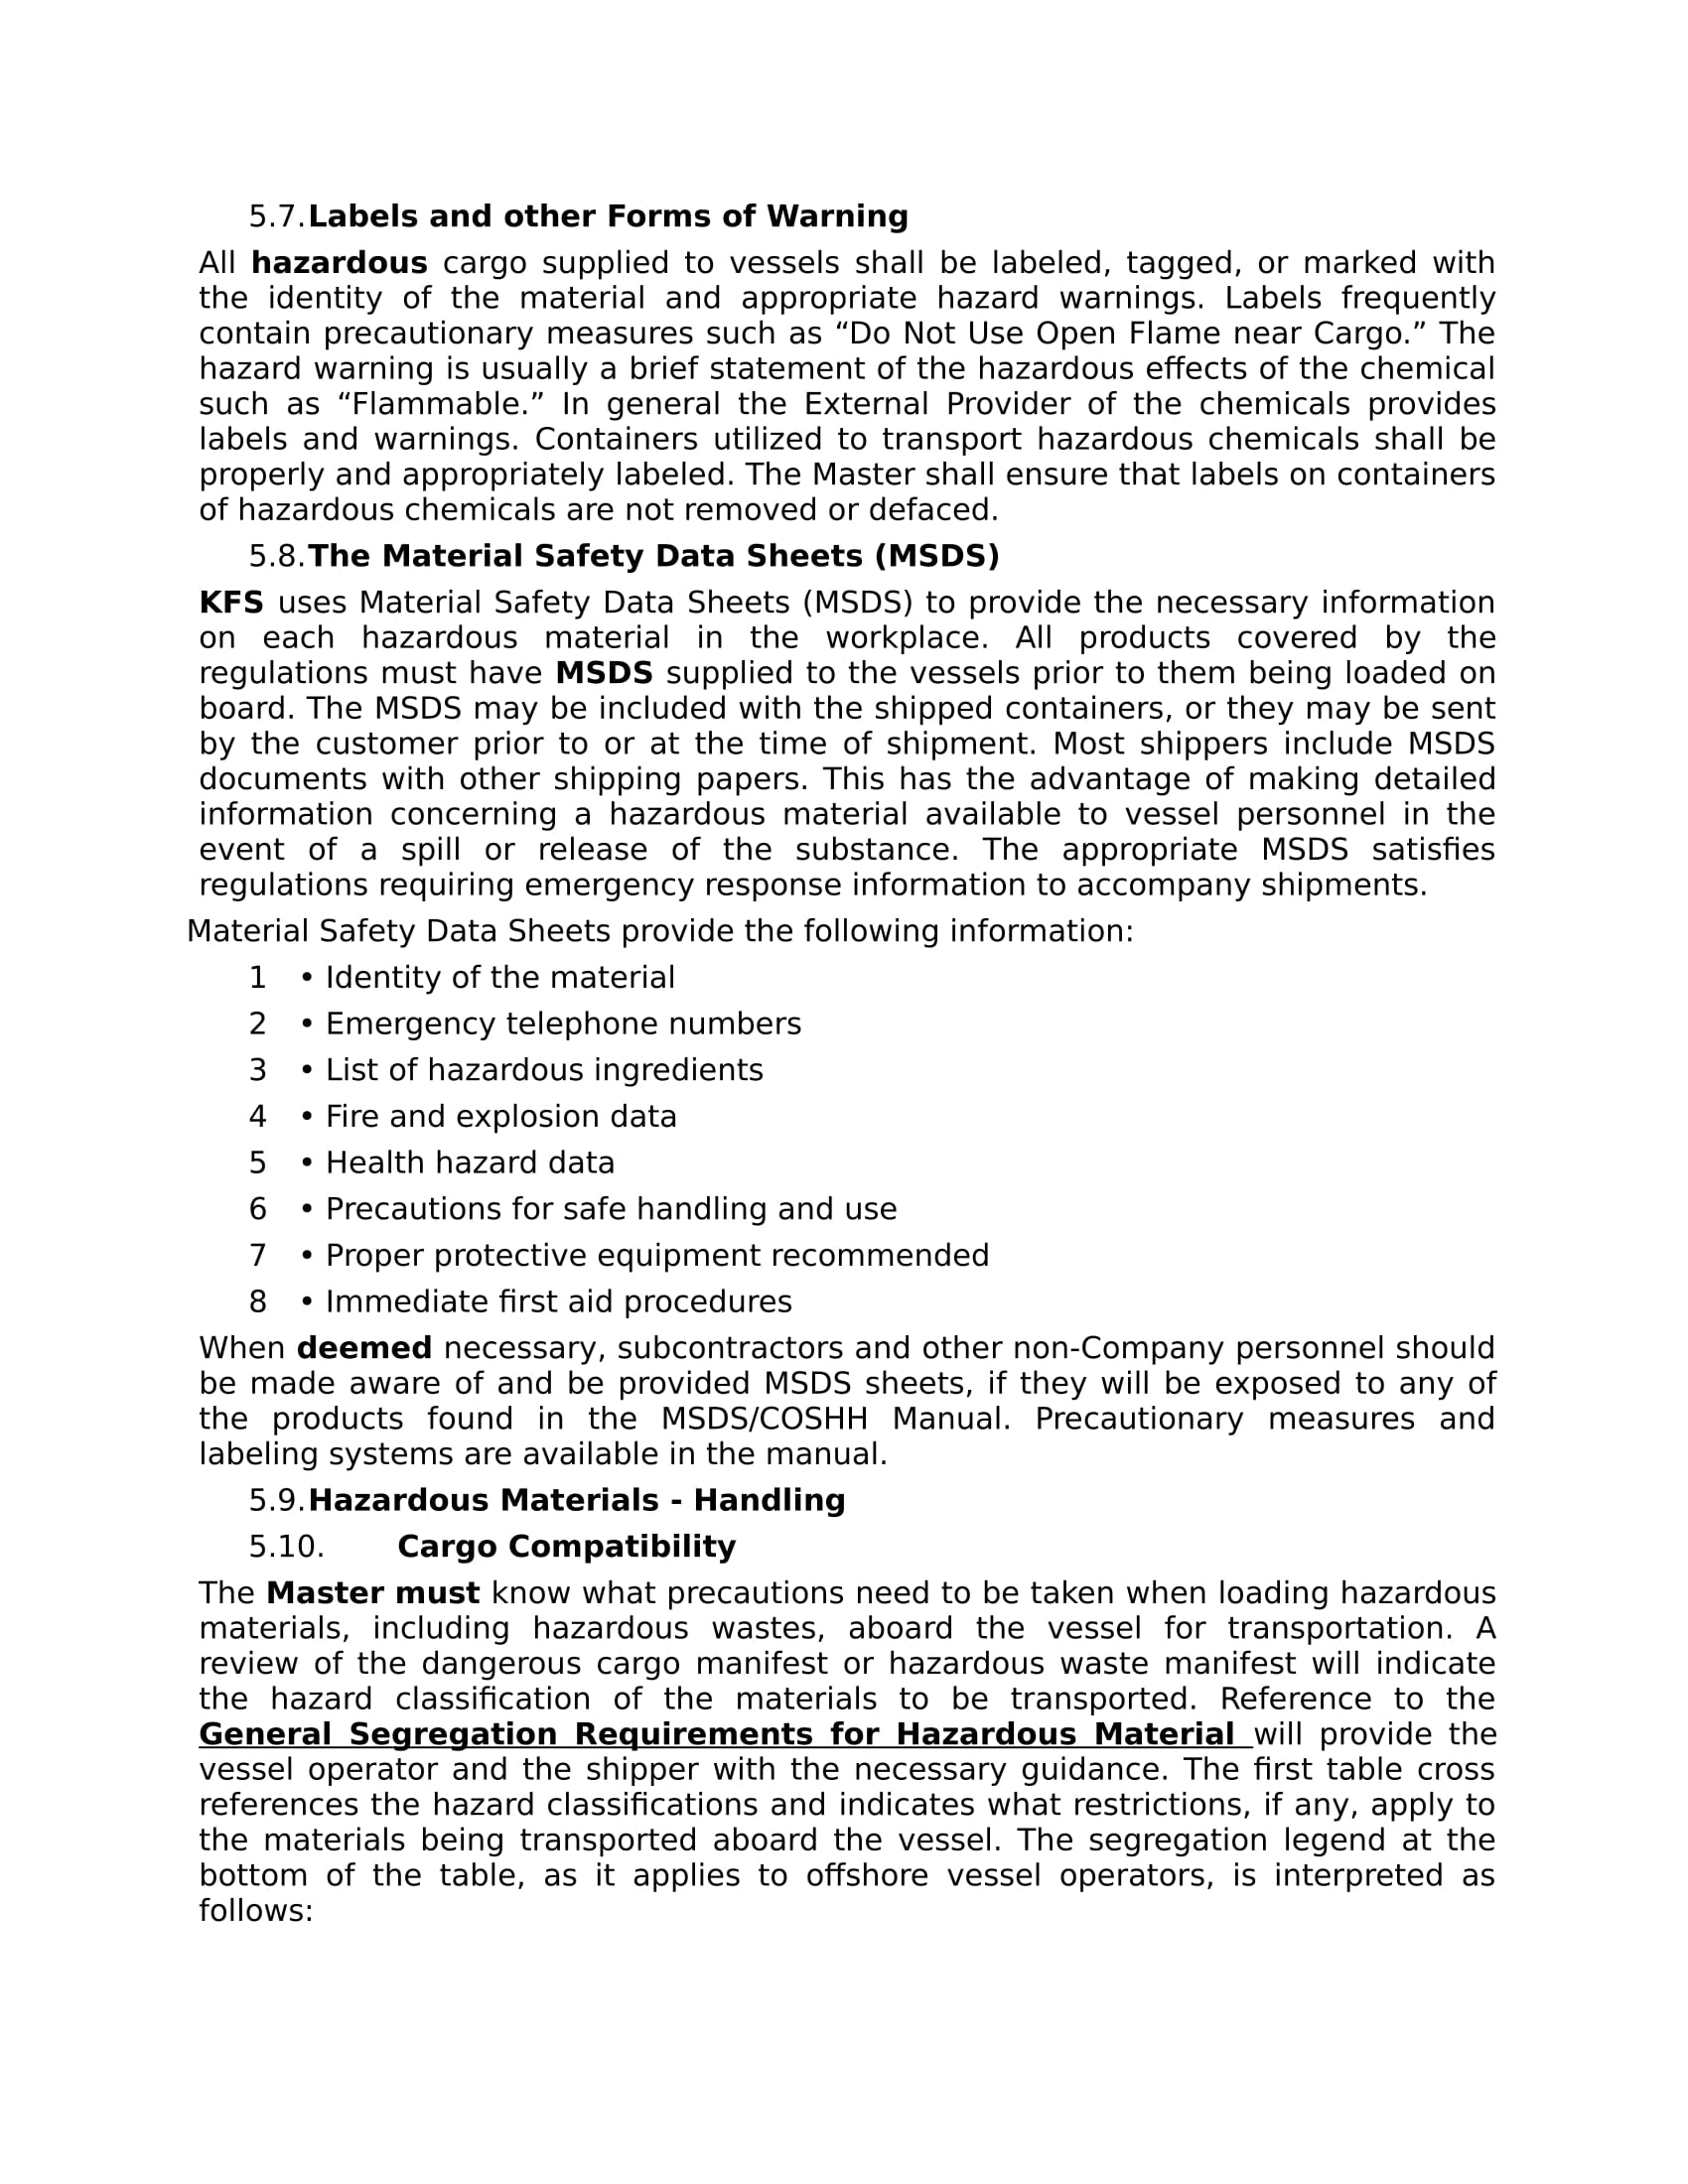 5.7. Labels and other Forms of Warning
All hazardous cargo supplied to vessels shall be labeled, tagged, or marked with
the identity of the material and appropriate hazard warnings. Labels frequently
contain precautionary measures such as “Do Not Use Open Flame near Cargo.” The
hazard warning is usually a brief statement of the hazardous effects of the chemical
such as “Flammable.” In general the External Provider of the chemicals provides
labels and warnings. Containers utilized to transport hazardous chemicals shall be
properly and appropriately labeled. The Master shall ensure that labels on containers
of hazardous chemicals are not removed or defaced.
5.8. The Material Safety Data Sheets (MSDS)
KFS uses Material Safety Data Sheets (MSDS) to provide the necessary information
on each hazardous material in the workplace. All products covered by the
regulations must have MSDS supplied to the vessels prior to them being loaded on
board. The MSDS may be included with the shipped containers, or they may be sent
by the customer prior to or at the time of shipment. Most shippers include MSDS
documents with other shipping papers. This has the advantage of making detailed
information concerning a hazardous material available to vessel personnel in the
event of a spill or release of the substance. The appropriate MSDS satisfies
regulations requiring emergency response information to accompany shipments.
Material Safety Data Sheets provide the following information:
1 • Identity of the material
2 • Emergency telephone numbers
3 • List of hazardous ingredients
4 • Fire and explosion data
5 • Health hazard data
6 • Precautions for safe handling and use
7 • Proper protective equipment recommended
8 • Immediate first aid procedures
When deemed necessary, subcontractors and other non-Company personnel should
be made aware of and be provided MSDS sheets, if they will be exposed to any of
the products found in the MSDS/COSHH Manual. Precautionary measures and
labeling systems are available in the manual.
5.9. Hazardous Materials - Handling
5.10. Cargo Compatibility
The Master must know what precautions need to be taken when loading hazardous
materials, including hazardous wastes, aboard the vessel for transportation. A
review of the dangerous cargo manifest or hazardous waste manifest will indicate
the hazard classification of the materials to be transported. Reference to the
General Segregation Requirements for Hazardous Material will provide the
vessel operator and the shipper with the necessary guidance. The first table cross
references the hazard classifications and indicates what restrictions, if any, apply to
the materials being transported aboard the vessel. The segregation legend at the
bottom of the table, as it applies to offshore vessel operators, is interpreted as
follows: